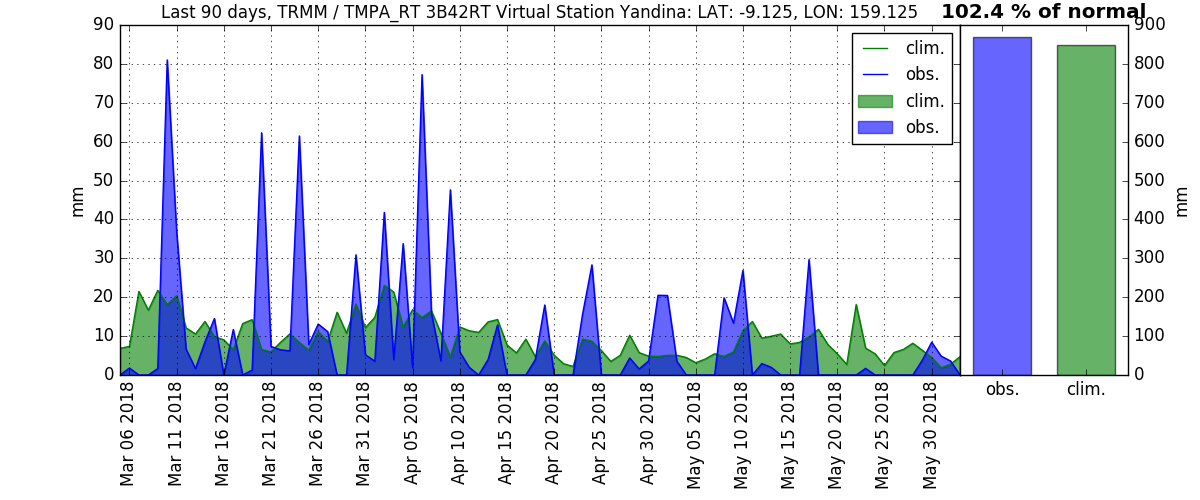 Last 90 days, TRMM / TMPA_RT 3B42RT Virtual Station Yandina: LAT: -9.125, LON: 159.125
102.4 % of normal
90
80
70
60
50
40
30
20
10
0
mm
clim.
obs.
clim.
obs.
Mar 06 2018
Mar 11 2018
Mar 16 2018
Mar 21 2018
Mar 26 2018
Mar 31 2018
Apr 05 2018
Apr 10 2018
Apr 15 2018
Apr 20 2018
Apr 25 2018
Apr 30 2018
May 05 2018
May 10 2018
May 15 2018
May 20 2018
May 25 2018
May 30 2018
900
800
700
600
500
400
300
200
100
0
mm
obs.
clim.